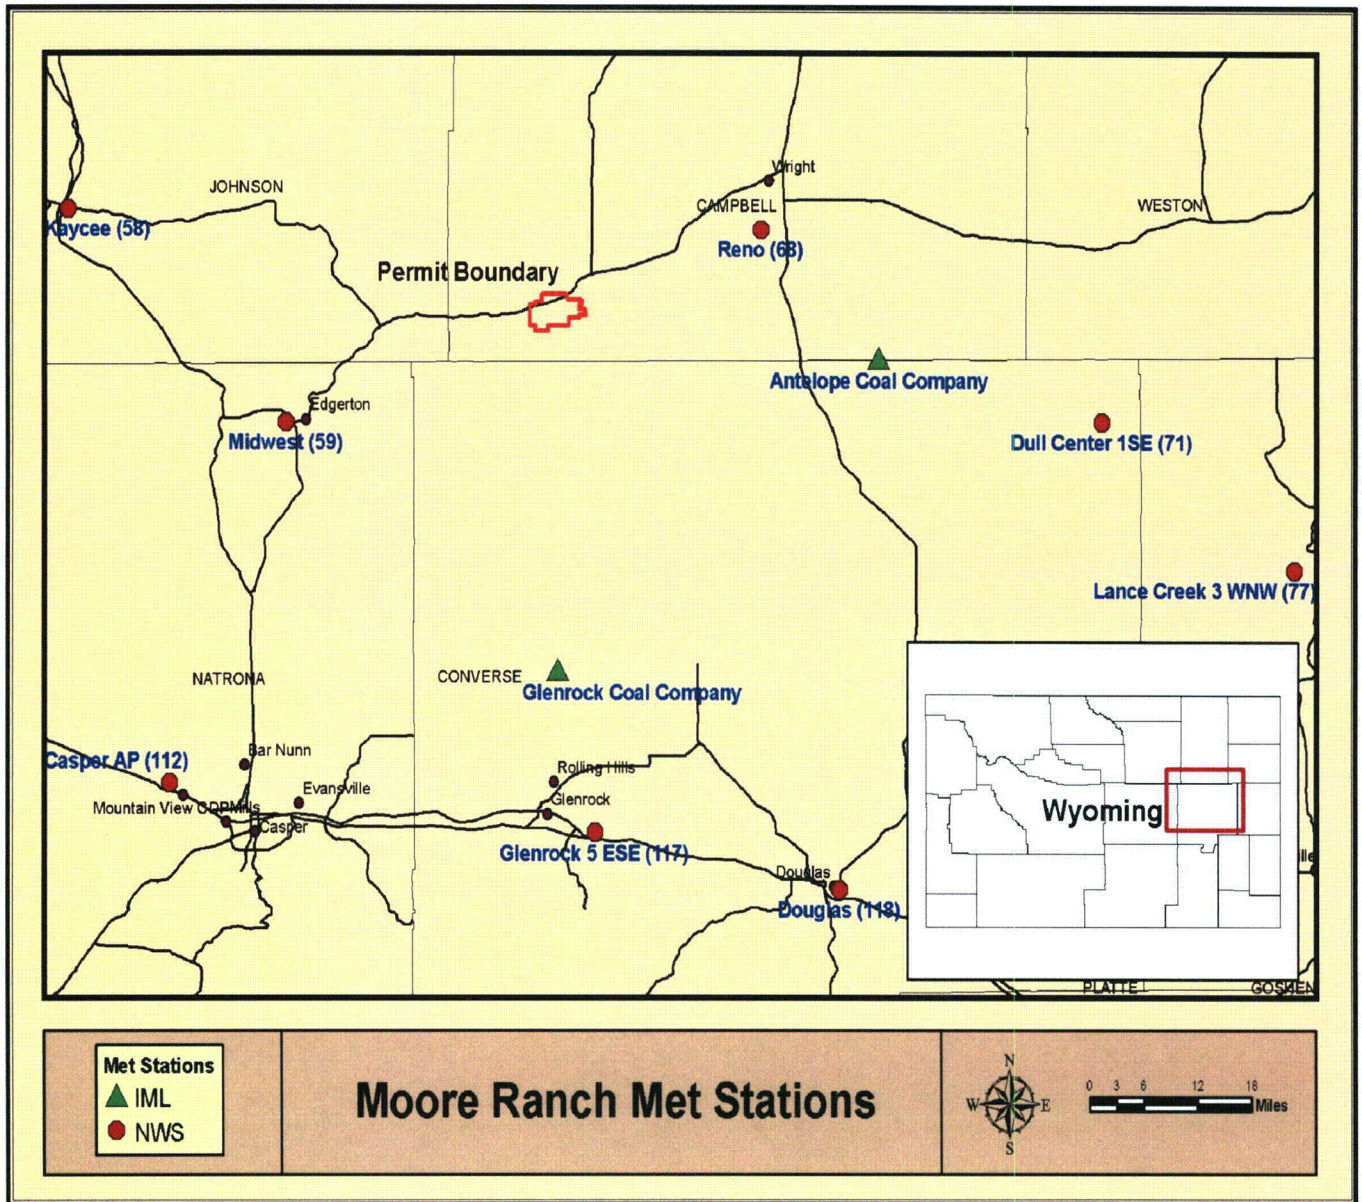 Wright
JOHNSON
CAMPBELL
WESTON
Kaycee (58)
Reno (68)
Permit Boundary
Antelope Coal Company
Edgerton
Midwest (59)
Dull Center 1SE (71)
Lance Creek 3 WNW (77)
NATRONA
CONVERSE
Glenrock Coal Company
Bar Nunn
Casper AP (112)
Rolling Hills
Evansville
Glenrock
Mountain View CDP
Mills
Casper
Wyoming
Glenrock 5 ESE (117)
Douglas
Douglas (118)
PLATTE
GOSHEN
Met Stations
IML
NWS
Moore Ranch Met Stations
N
W
E
S
0 3 6 12 18
Miles